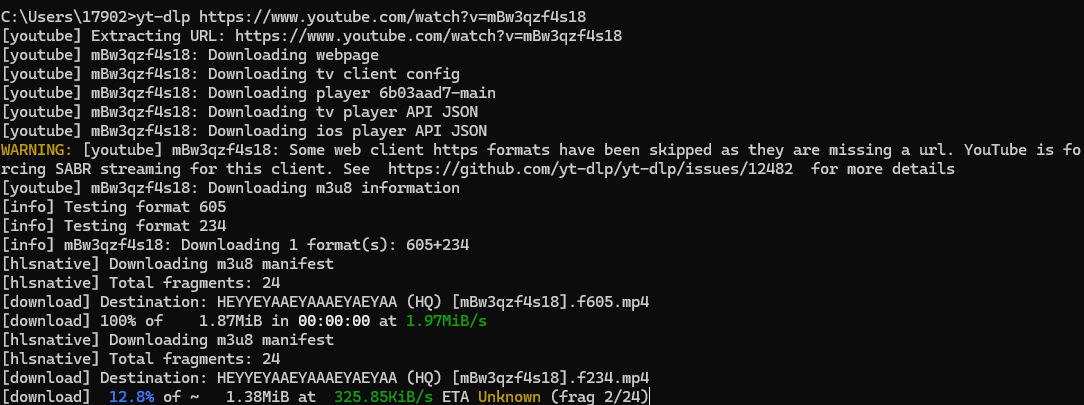 C:\Users\17902>yt-dlp https://www.youtube.com/watch?v=mBw3qzf4s18
[youtube] Extracting URL: https://www.youtube.com/watch?v=mBw3qzf4s18
[youtube] mBw3qzf4s18: Downloading webpage
[youtube] mBw3qzf4s18: Downloading tv client config
[youtube] mBw3qzf4s18: Downloading player 6b03aad7-main
[youtube] mBw3qzf4s18: Downloading tv player API JSON
[youtube] mBw3qzf4s18: Downloading ios player API JSON
WARNING: [youtube] mBw3qzf4s18: Some web client https formats have been skipped as they are missing a url. YouTube is fo
rcing SABR streaming for this client. See  https://github.com/yt-dlp/yt-dlp/issues/12482  for more details
[youtube] mBw3qzf4s18: Downloading m3u8 information
[info] Testing format 605
[info] Testing format 234
[info] mBw3qzf4s18: Downloading 1 format(s): 605+234
[hlsnative] Downloading m3u8 manifest
[hlsnative] Total fragments: 24
[download] Destination: HEYYEYAAEYAAAEYAEYAA (HQ) [mBw3qzf4s18].f605.mp4
[download] 100% of    1.87MiB in 00:00:00 at 1.97MiB/s
[hlsnative] Downloading m3u8 manifest
[hlsnative] Total fragments: 24
[download] Destination: HEYYEYAAEYAAAEYAEYAA (HQ) [mBw3qzf4s18].f234.mp4
[download]  12.8% of ~   1.38MiB at  325.85KiB/s ETA Unknown (frag 2/24)